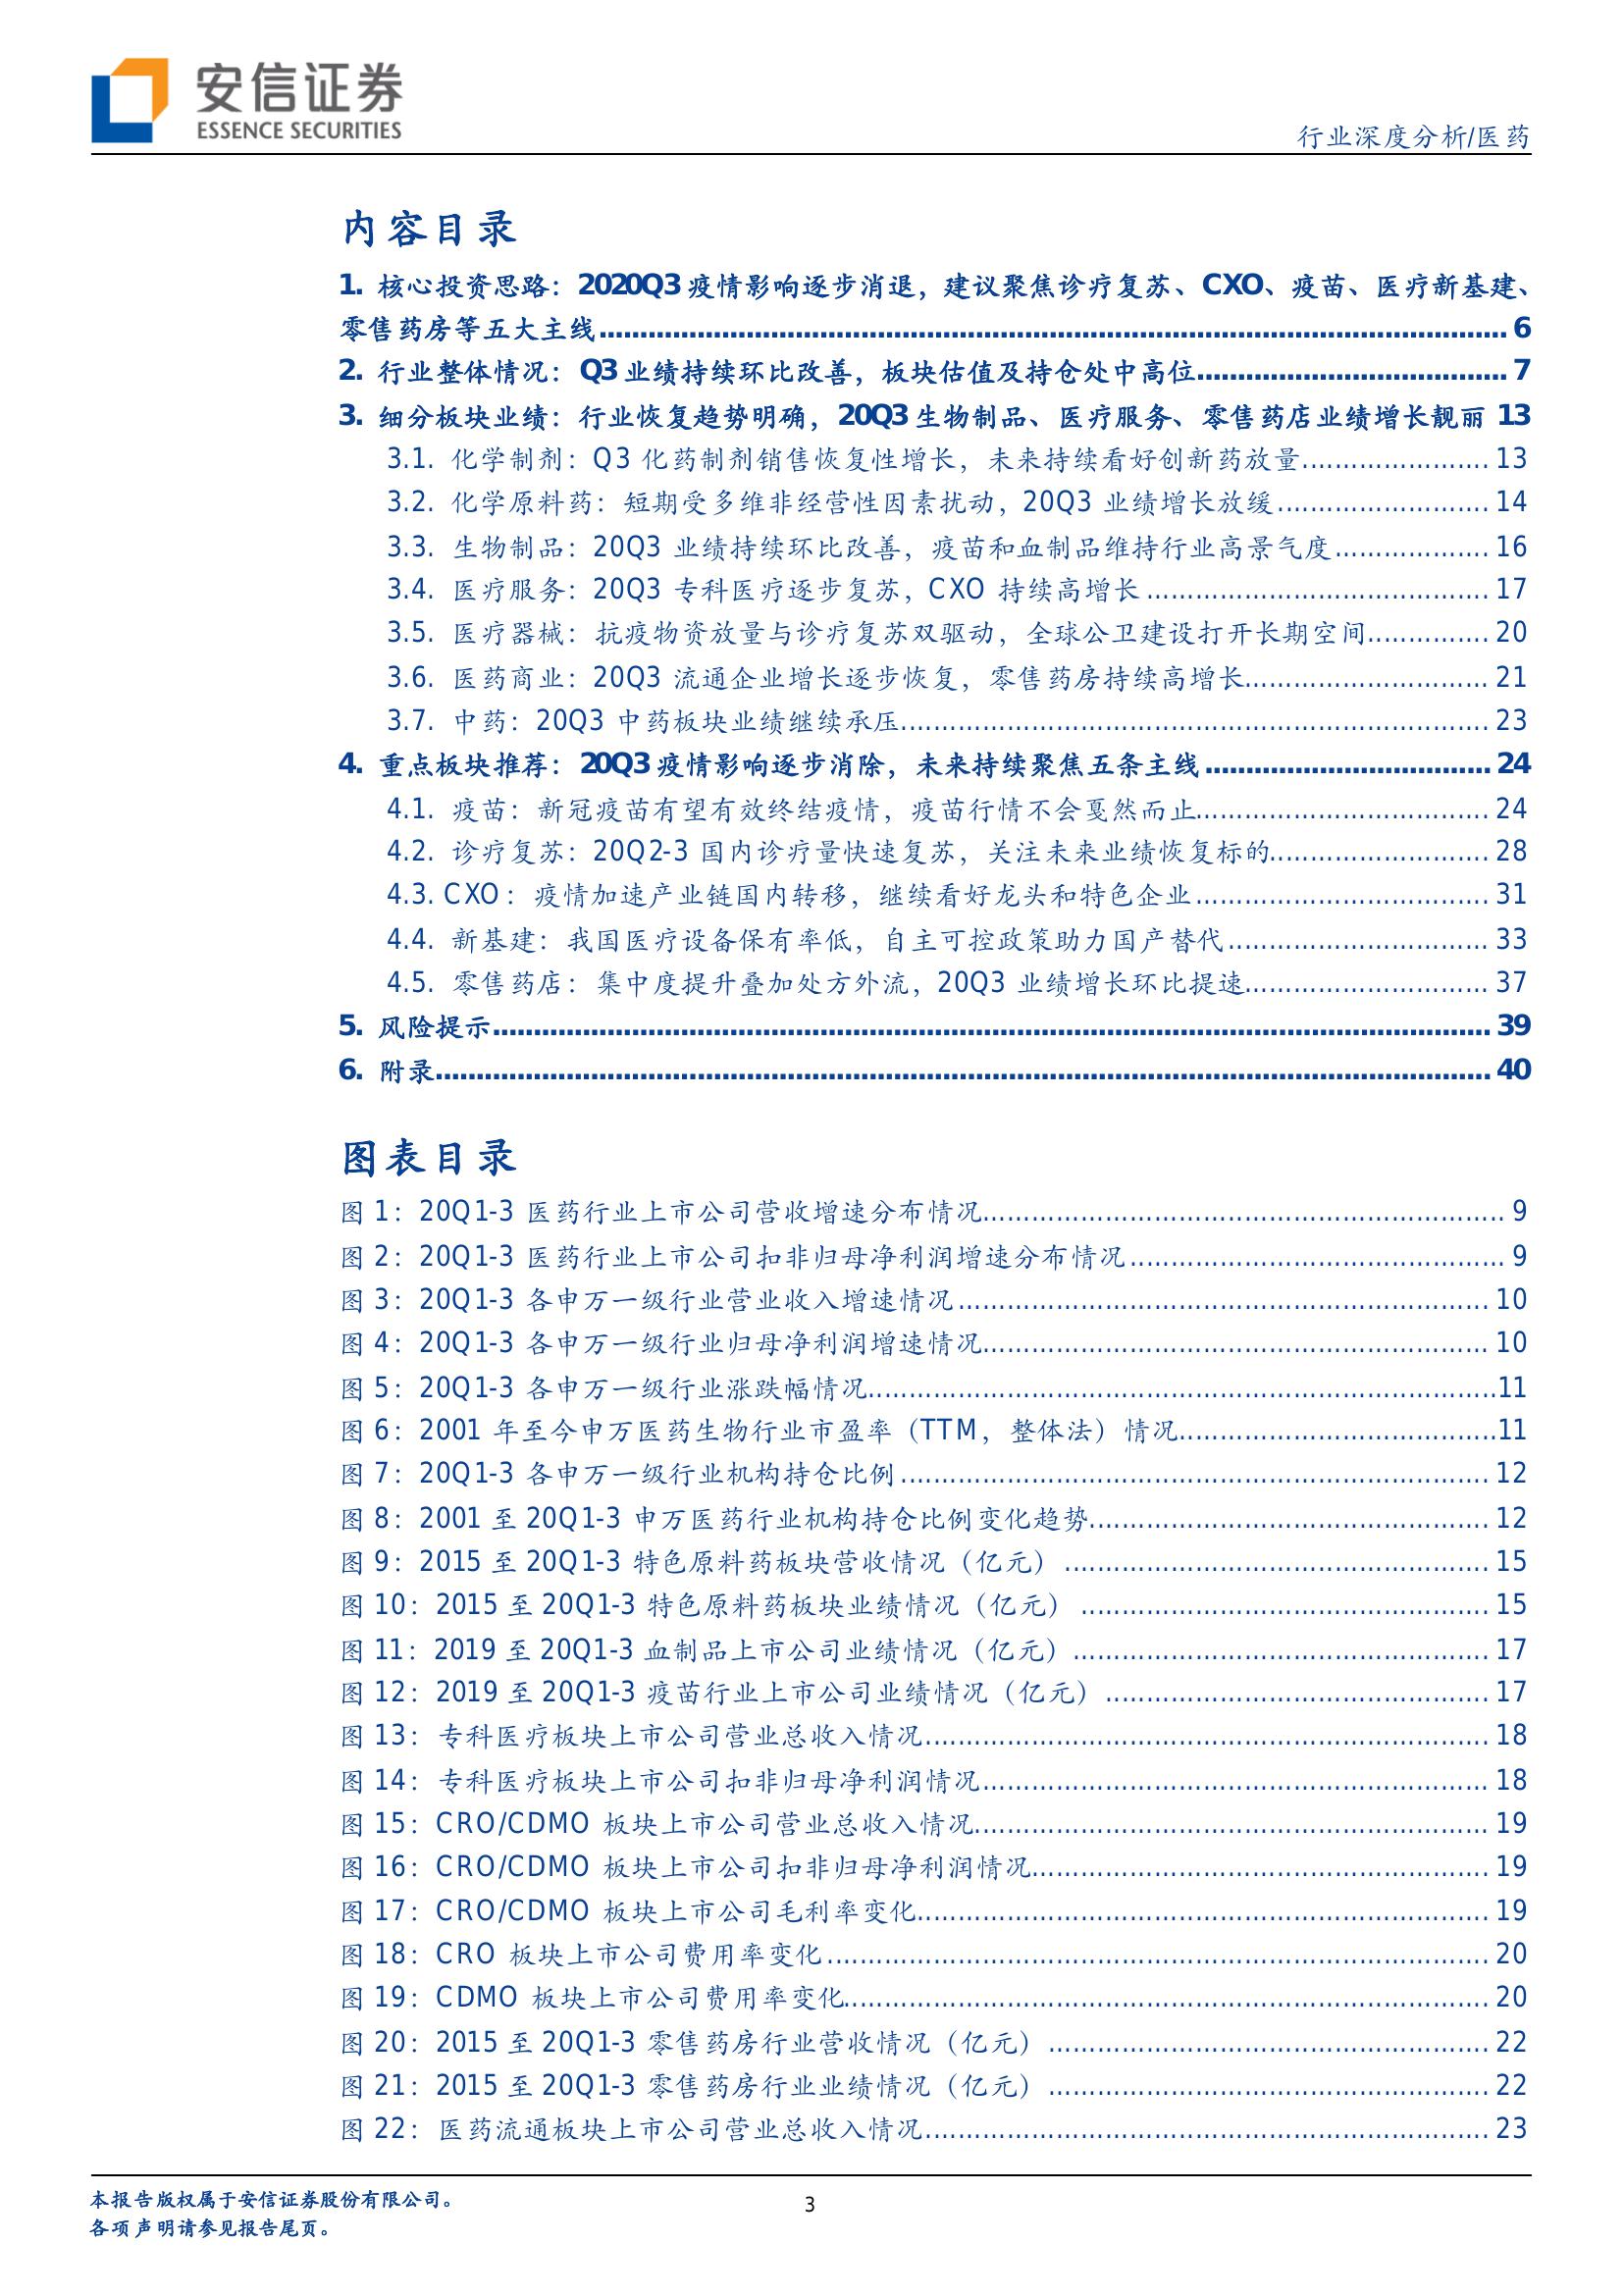 安信证券
ESSENCE SECURITIES
行业深度分析/医药
内容目录
1. 核心投资思路：2020Q3 疫情影响逐步消退，建议聚焦诊疗复苏、CXO、疫苗、医疗新基建、
零售药房等五大主线 6
2. 行业整体情况：Q3 业绩持续环比改善，板块估值及持仓处中高位 7
3. 细分板块业绩：行业恢复趋势明确，20Q3 生物制品、医疗服务、零售药店业绩增长靓丽 13
3.1. 化学制剂：Q3 化药制剂销售恢复性增长，未来持续看好创新药放量 13
3.2. 化学原料药：短期受多维非经营性因素扰动，20Q3 业绩增长放缓 14
3.3. 生物制品：20Q3 业绩持续环比改善，疫苗和血制品维持行业高景气度 16
3.4. 医疗服务：20Q3 专科医疗逐步复苏，CXO 持续高增长 17
3.5. 医疗器械：抗疫物资放量与诊疗复苏双驱动，全球公卫建设打开长期空间 20
3.6. 医药商业：20Q3 流通企业增长逐步恢复，零售药房持续高增长 21
3.7. 中药：20Q3 中药板块业绩继续承压 23
4. 重点板块推荐：20Q3 疫情影响逐步消除，未来持续聚焦五条主线 24
4.1. 疫苗：新冠疫苗有望有效终结疫情，疫苗行情不会戛然而止 24
4.2. 诊疗复苏：20Q2-3 国内诊疗量快速复苏，关注未来业绩恢复标的 28
4.3. CXO：疫情加速产业链国内转移，继续看好龙头和特色企业 31
4.4. 新基建：我国医疗设备保有率低，自主可控政策助力国产替代 33
4.5. 零售药店：集中度提升叠加处方外流，20Q3 业绩增长环比提速 37
5. 风险提示 39
6. 附录 40
图表目录
图 1：20Q1-3 医药行业上市公司营收增速分布情况 9
图 2：20Q1-3 医药行业上市公司扣非归母净利润增速分布情况 9
图 3：20Q1-3 各申万一级行业营业收入增速情况 10
图 4：20Q1-3 各申万一级行业归母净利润增速情况 10
图 5：20Q1-3 各申万一级行业涨跌幅情况 11
图 6：2001 年至今申万医药生物行业市盈率（TTM，整体法）情况 11
图 7：20Q1-3 各申万一级行业机构持仓比例 12
图 8：2001 至 20Q1-3 申万医药行业机构持仓比例变化趋势 12
图 9：2015 至 20Q1-3 特色原料药板块营收情况（亿元） 15
图 10：2015 至 20Q1-3 特色原料药板块业绩情况（亿元） 15
图 11：2019 至 20Q1-3 血制品上市公司业绩情况（亿元） 17
图 12：2019 至 20Q1-3 疫苗行业上市公司业绩情况（亿元） 17
图 13：专科医疗板块上市公司营业总收入情况 18
图 14：专科医疗板块上市公司扣非归母净利润情况 18
图 15：CRO/CDMO 板块上市公司营业总收入情况 19
图 16：CRO/CDMO 板块上市公司扣非归母净利润情况 19
图 17：CRO/CDMO 板块上市公司毛利率变化 19
图 18：CRO 板块上市公司费用率变化 20
图 19：CDMO 板块上市公司费用率变化 20
图 20：2015 至 20Q1-3 零售药房行业营收情况（亿元） 22
图 21：2015 至 20Q1-3 零售药房行业业绩情况（亿元） 22
图 22：医药流通板块上市公司营业总收入情况 23
本报告版权属于安信证券股份有限公司。
各项声明请参见报告尾页。
3